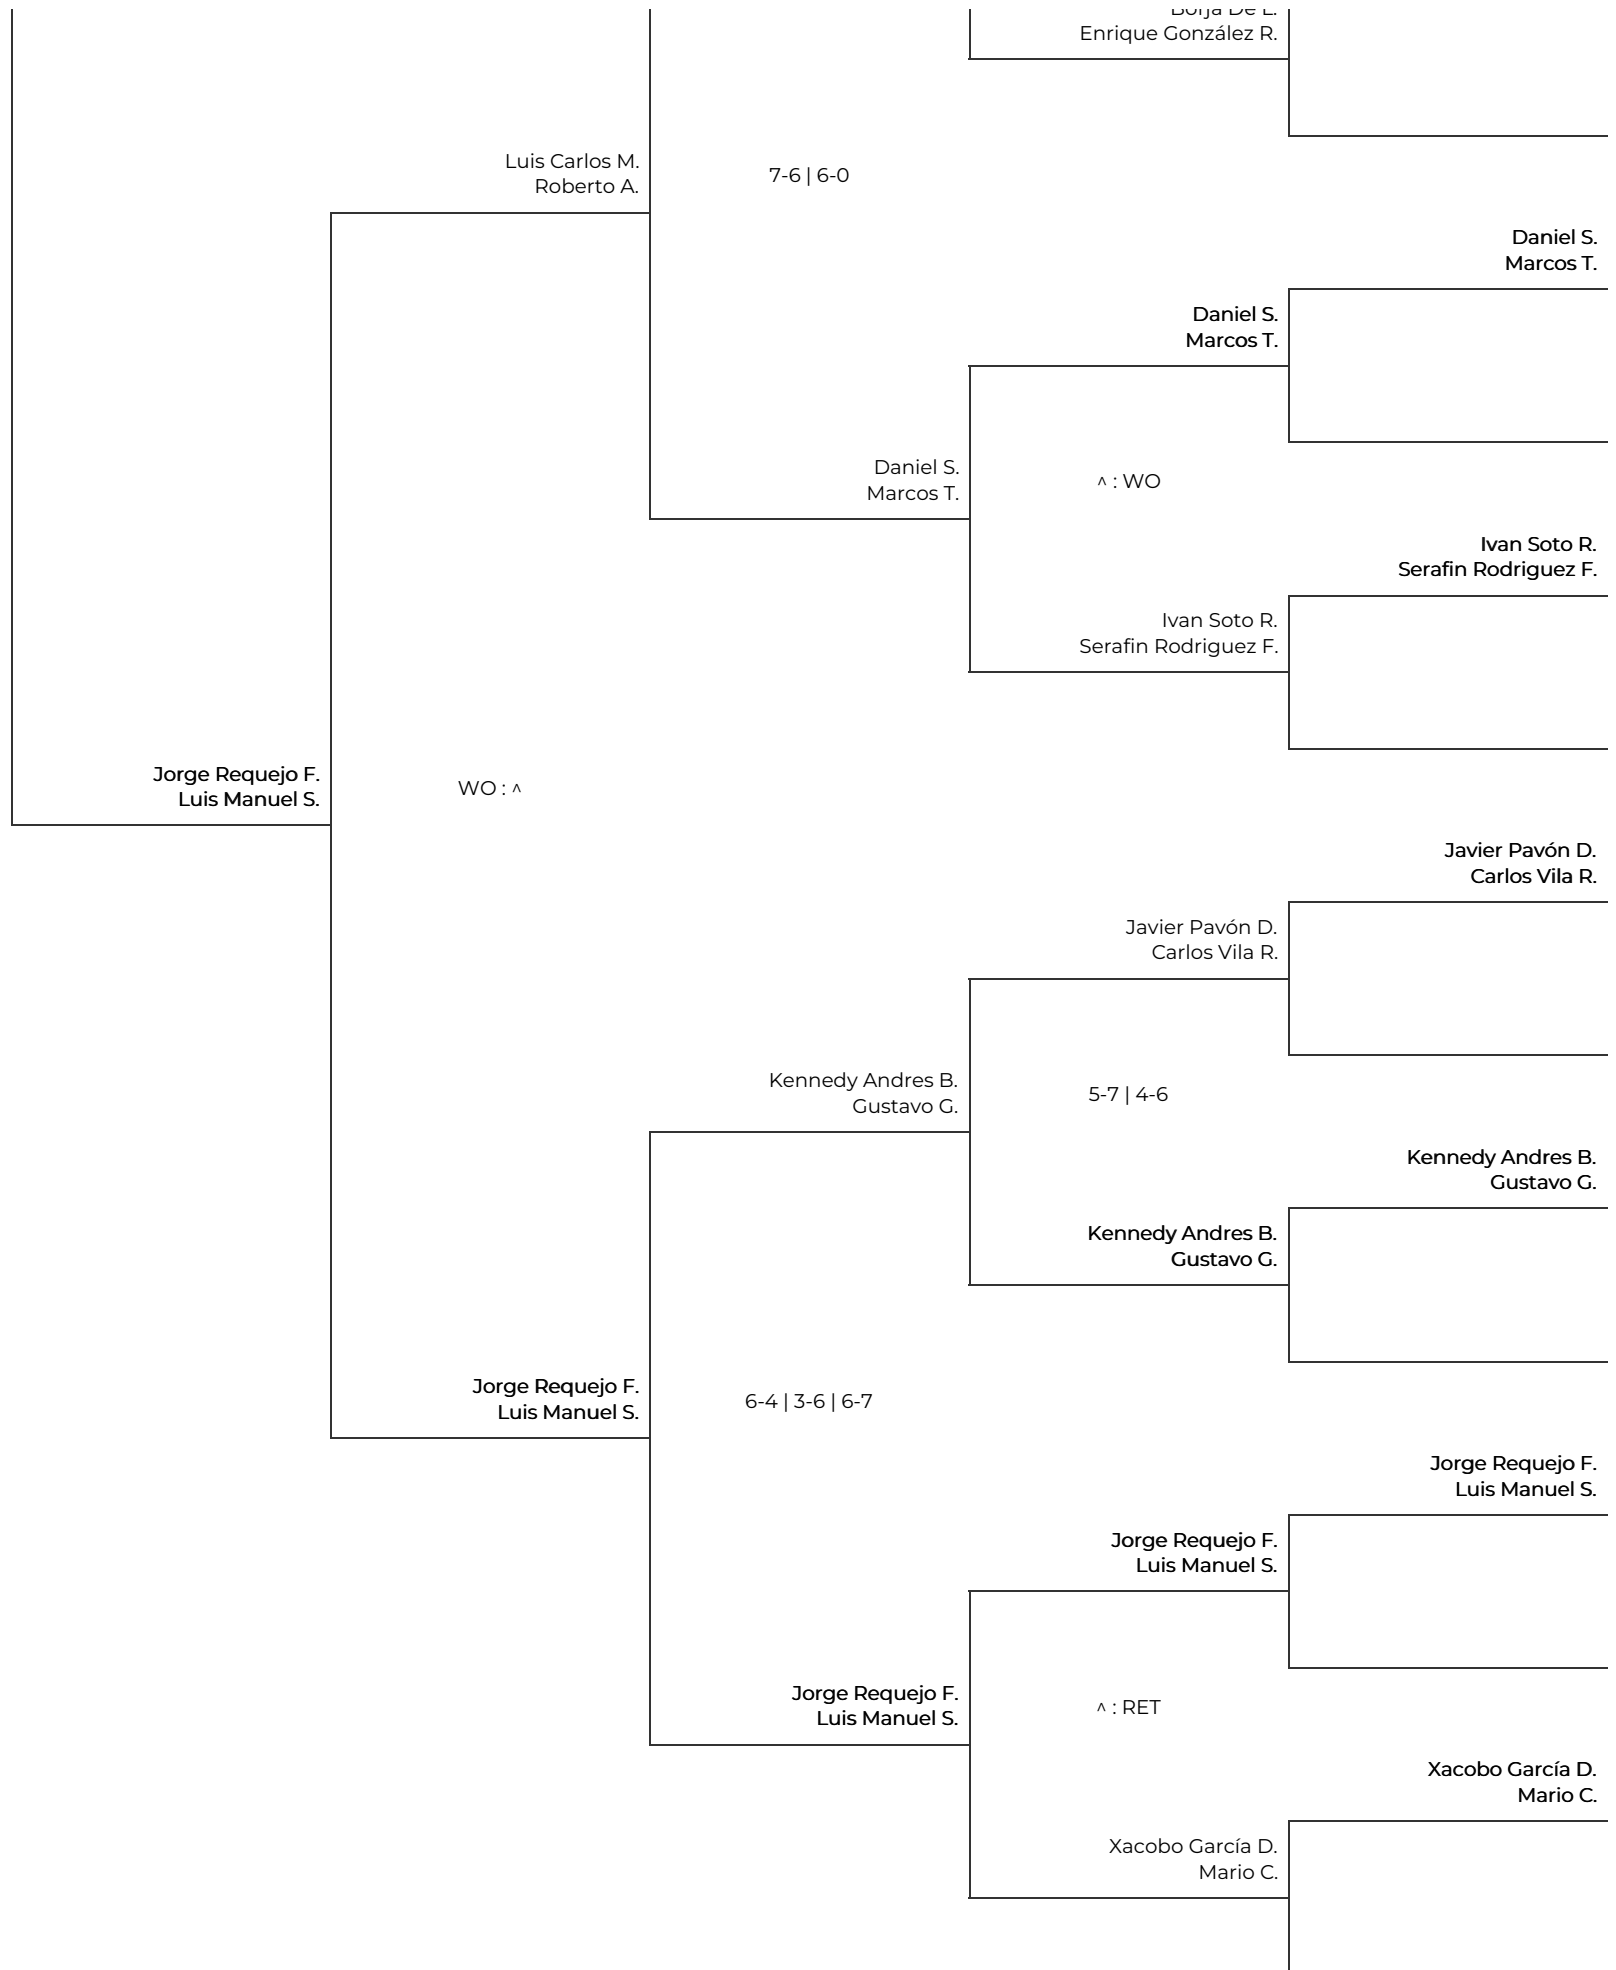 Enrique González R.
Luis Carlos M.
Roberto A.
7-6 | 6-0
Daniel S.
Marcos T.
Daniel S.
Marcos T.
Daniel S.
Marcos T.
^ : WO
Ivan Soto R.
Serafin Rodriguez F.
Ivan Soto R.
Serafin Rodriguez F.
Jorge Requejo F.
Luis Manuel S.
WO : ^
Javier Pavón D.
Carlos Vila R.
Javier Pavón D.
Carlos Vila R.
Kennedy Andres B.
Gustavo G.
5-7 | 4-6
Kennedy Andres B.
Gustavo G.
Kennedy Andres B.
Gustavo G.
Jorge Requejo F.
Luis Manuel S.
6-4 | 3-6 | 6-7
Jorge Requejo F.
Luis Manuel S.
Jorge Requejo F.
Luis Manuel S.
Jorge Requejo F.
Luis Manuel S.
^ : RET
Xacobo García D.
Mario C.
Xacobo García D.
Mario C.